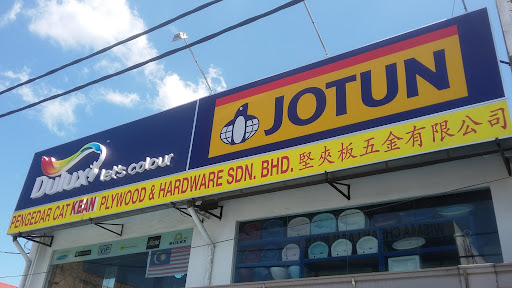 Dulux let's colour
JOTUN
PENGEDAR CAT KEAN PLYWOOD & HARDWARE SDN. BHD. 堅夾板五金有限公司